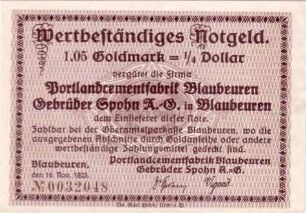 Wertbeständiges Notgeld.
1.05 Goldmark = 1/4 Dollar
vergütet die Firma
Portlandcementfabrik Blaubeuren
Gebrüder Spohn A.-G. in Blaubeuren
dem Einlieferer dieser Note.
Zahlbar bei der Oberamtsparkasse Blaubeuren, wo die
ausgegebenen Abschnitte durch Goldanleihe oder andere
wertbeständige Zahlungsmittel gedeckt sind.
Blaubeuren, Portlandcementfabrik Blaubeuren
den 16. Nov. 1923. Gebrüder Spohn A.-G.
№ 0032048